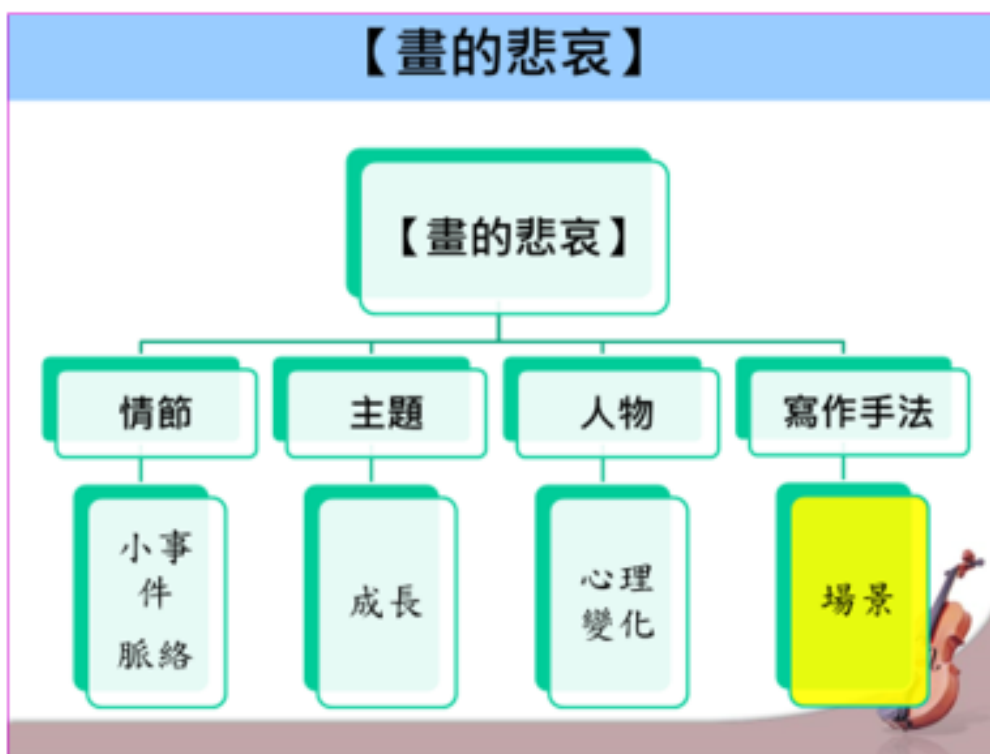 【畫的悲哀】
【畫的悲哀】
情節
主題
人物
寫作手法
小事
件
脈絡
成長
心理
變化
場景